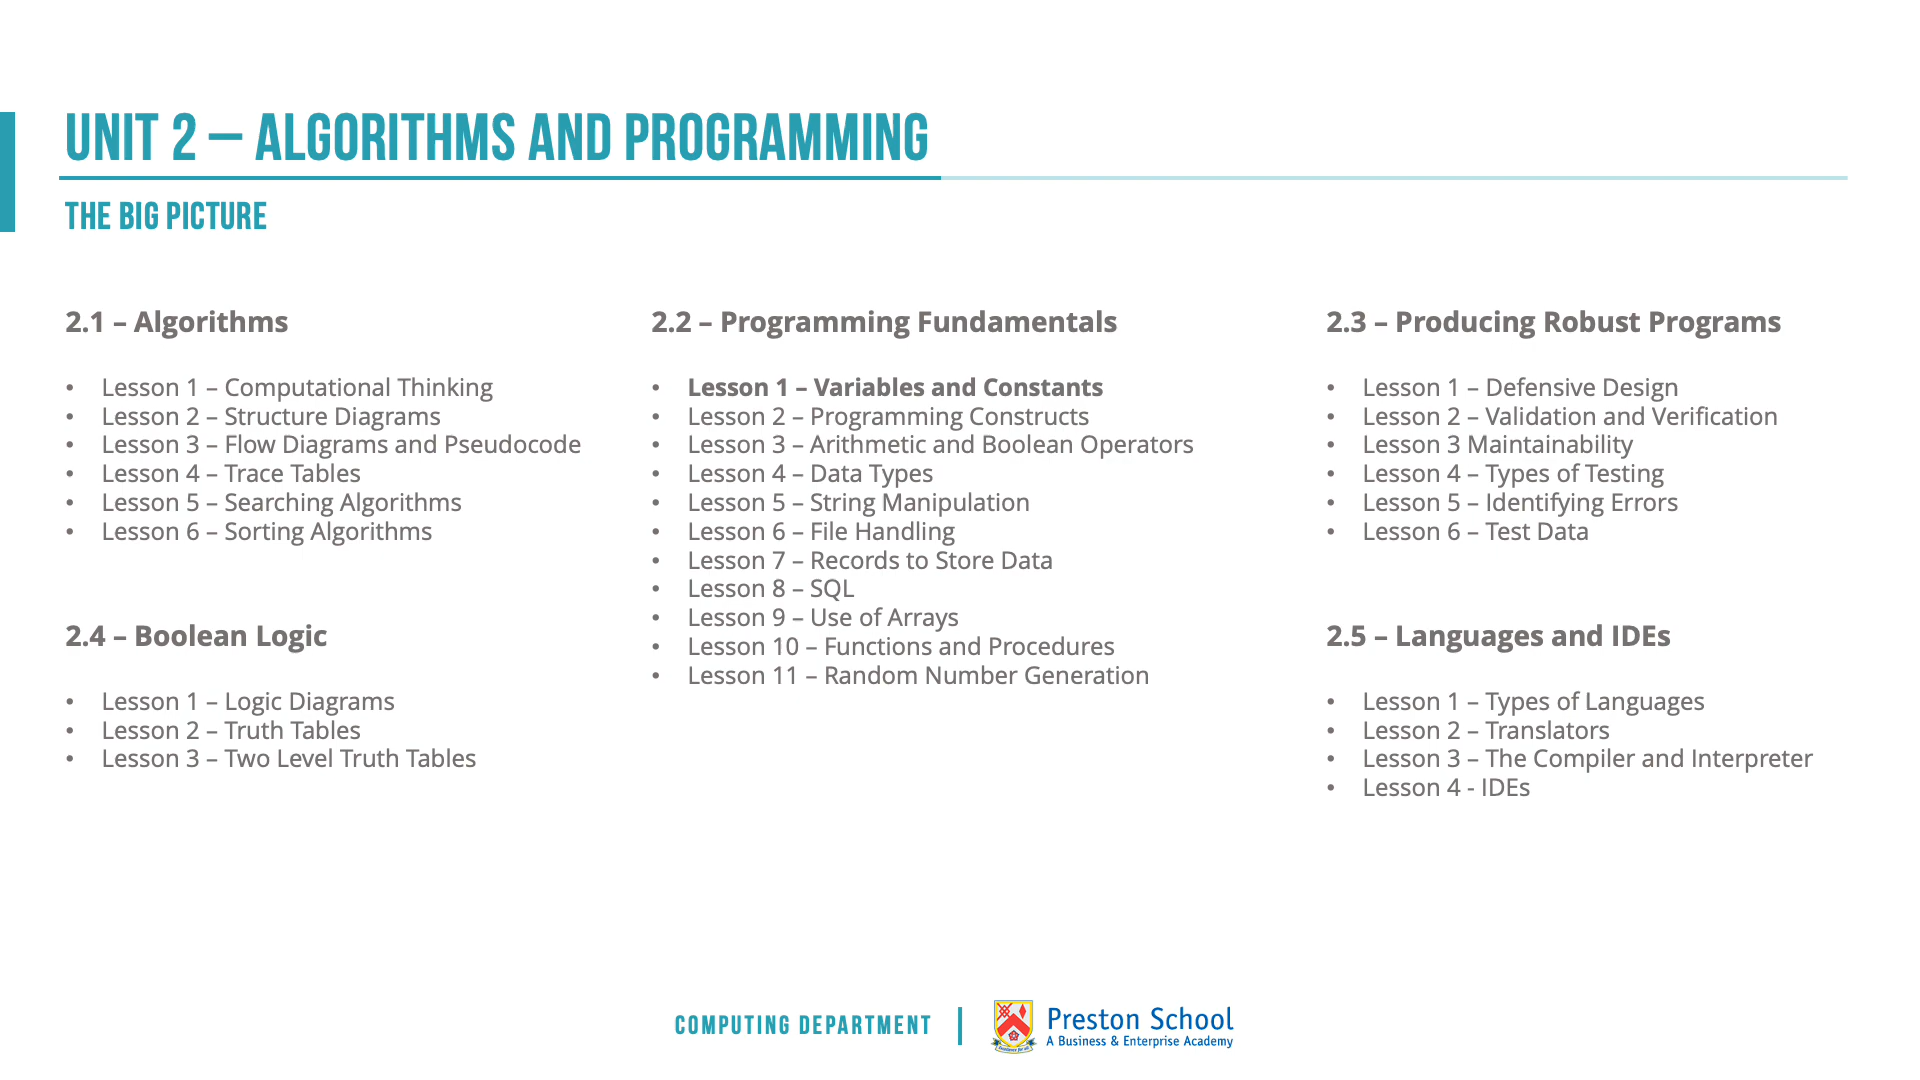 UNIT 2 – ALGORITHMS AND PROGRAMMING
THE BIG PICTURE
2.1 – Algorithms
• Lesson 1 – Computational Thinking
• Lesson 2 – Structure Diagrams
• Lesson 3 – Flow Diagrams and Pseudocode
• Lesson 4 – Trace Tables
• Lesson 5 – Searching Algorithms
• Lesson 6 – Sorting Algorithms
2.4 – Boolean Logic
• Lesson 1 – Logic Diagrams
• Lesson 2 – Truth Tables
• Lesson 3 – Two Level Truth Tables
2.2 – Programming Fundamentals
• Lesson 1 – Variables and Constants
• Lesson 2 – Programming Constructs
• Lesson 3 – Arithmetic and Boolean Operators
• Lesson 4 – Data Types
• Lesson 5 – String Manipulation
• Lesson 6 – File Handling
• Lesson 7 – Records to Store Data
• Lesson 8 – SQL
• Lesson 9 – Use of Arrays
• Lesson 10 – Functions and Procedures
• Lesson 11 – Random Number Generation
2.3 – Producing Robust Programs
• Lesson 1 – Defensive Design
• Lesson 2 – Validation and Verification
• Lesson 3 Maintainability
• Lesson 4 – Types of Testing
• Lesson 5 – Identifying Errors
• Lesson 6 – Test Data
2.5 – Languages and IDEs
• Lesson 1 – Types of Languages
• Lesson 2 – Translators
• Lesson 3 – The Compiler and Interpreter
• Lesson 4 - IDEs
COMPUTING DEPARTMENT
Preston School
A Business & Enterprise Academy